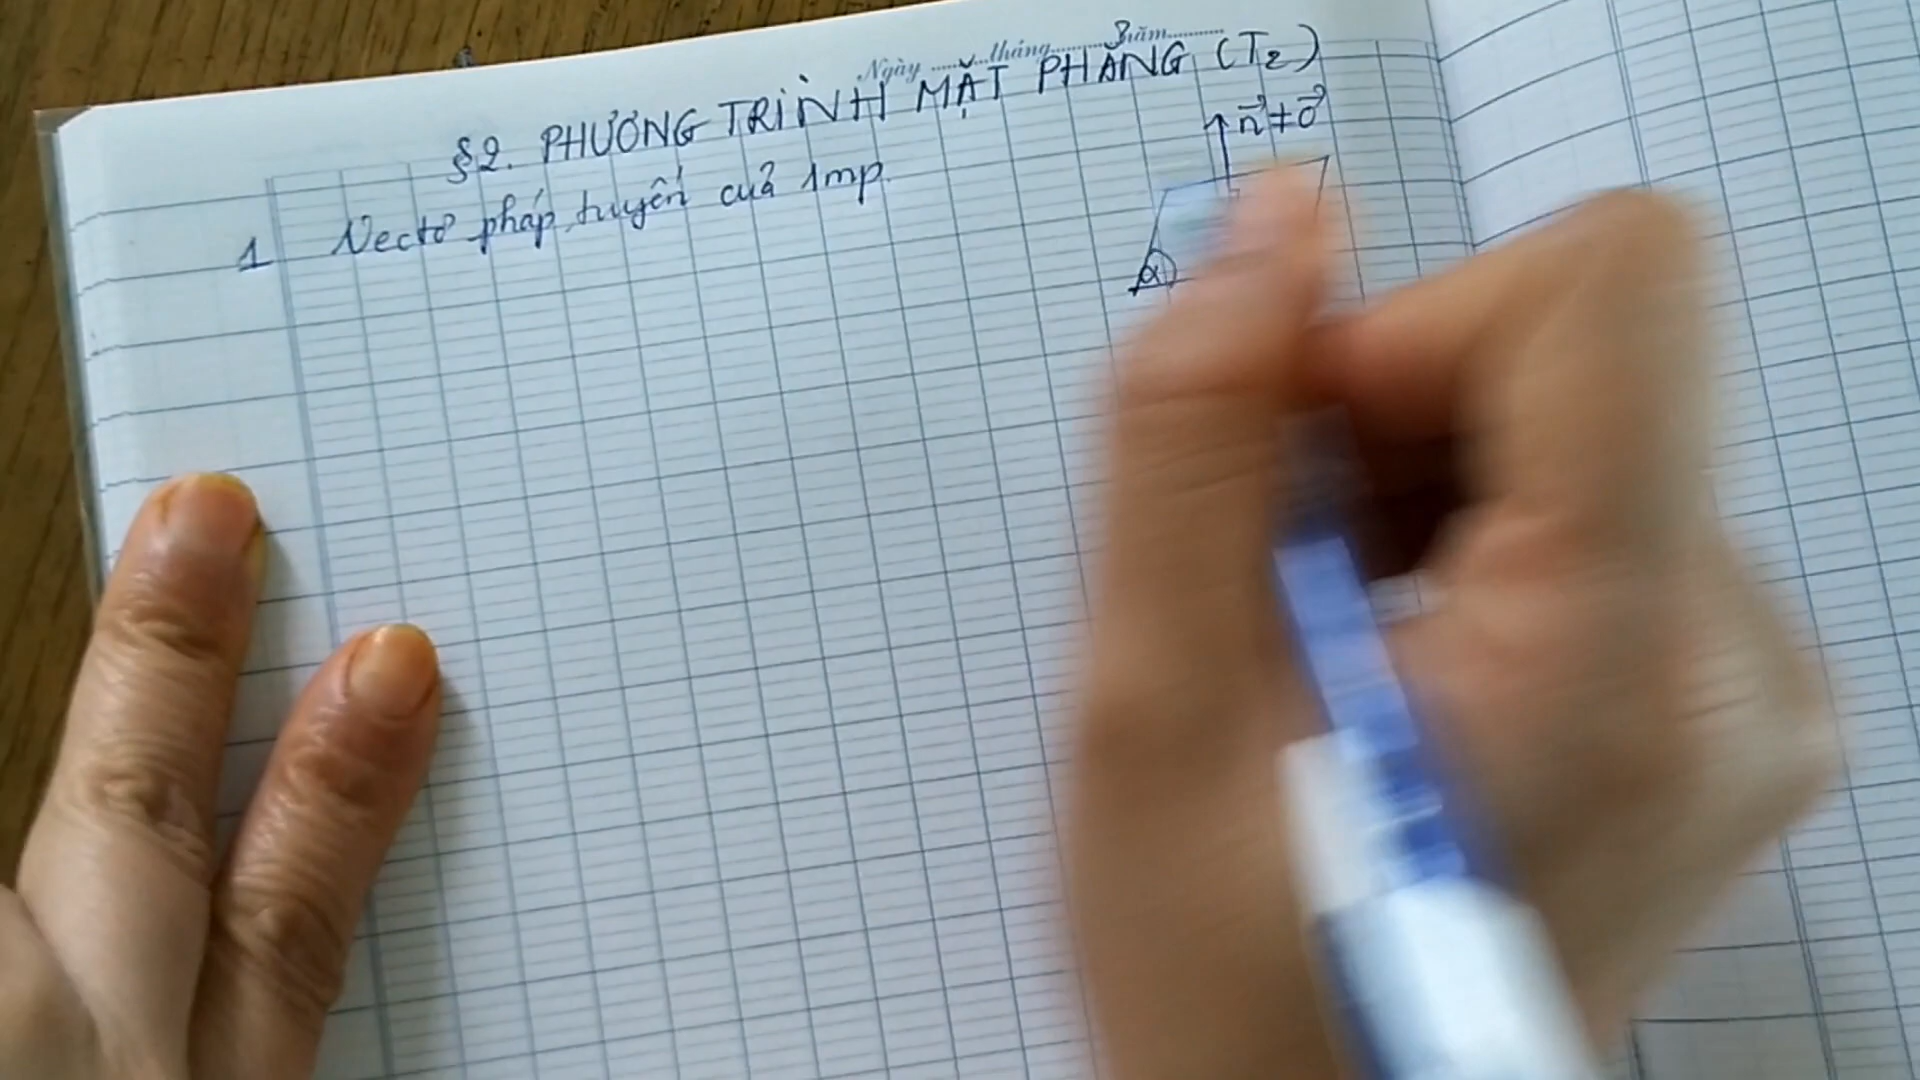 Ngày ........tháng..........năm............
§2. PHƯƠNG TRÌNH MẶT PHẲNG (T2)
1 Vectơ pháp tuyến của 1mp.
n⃗ ≠ 0⃗
α